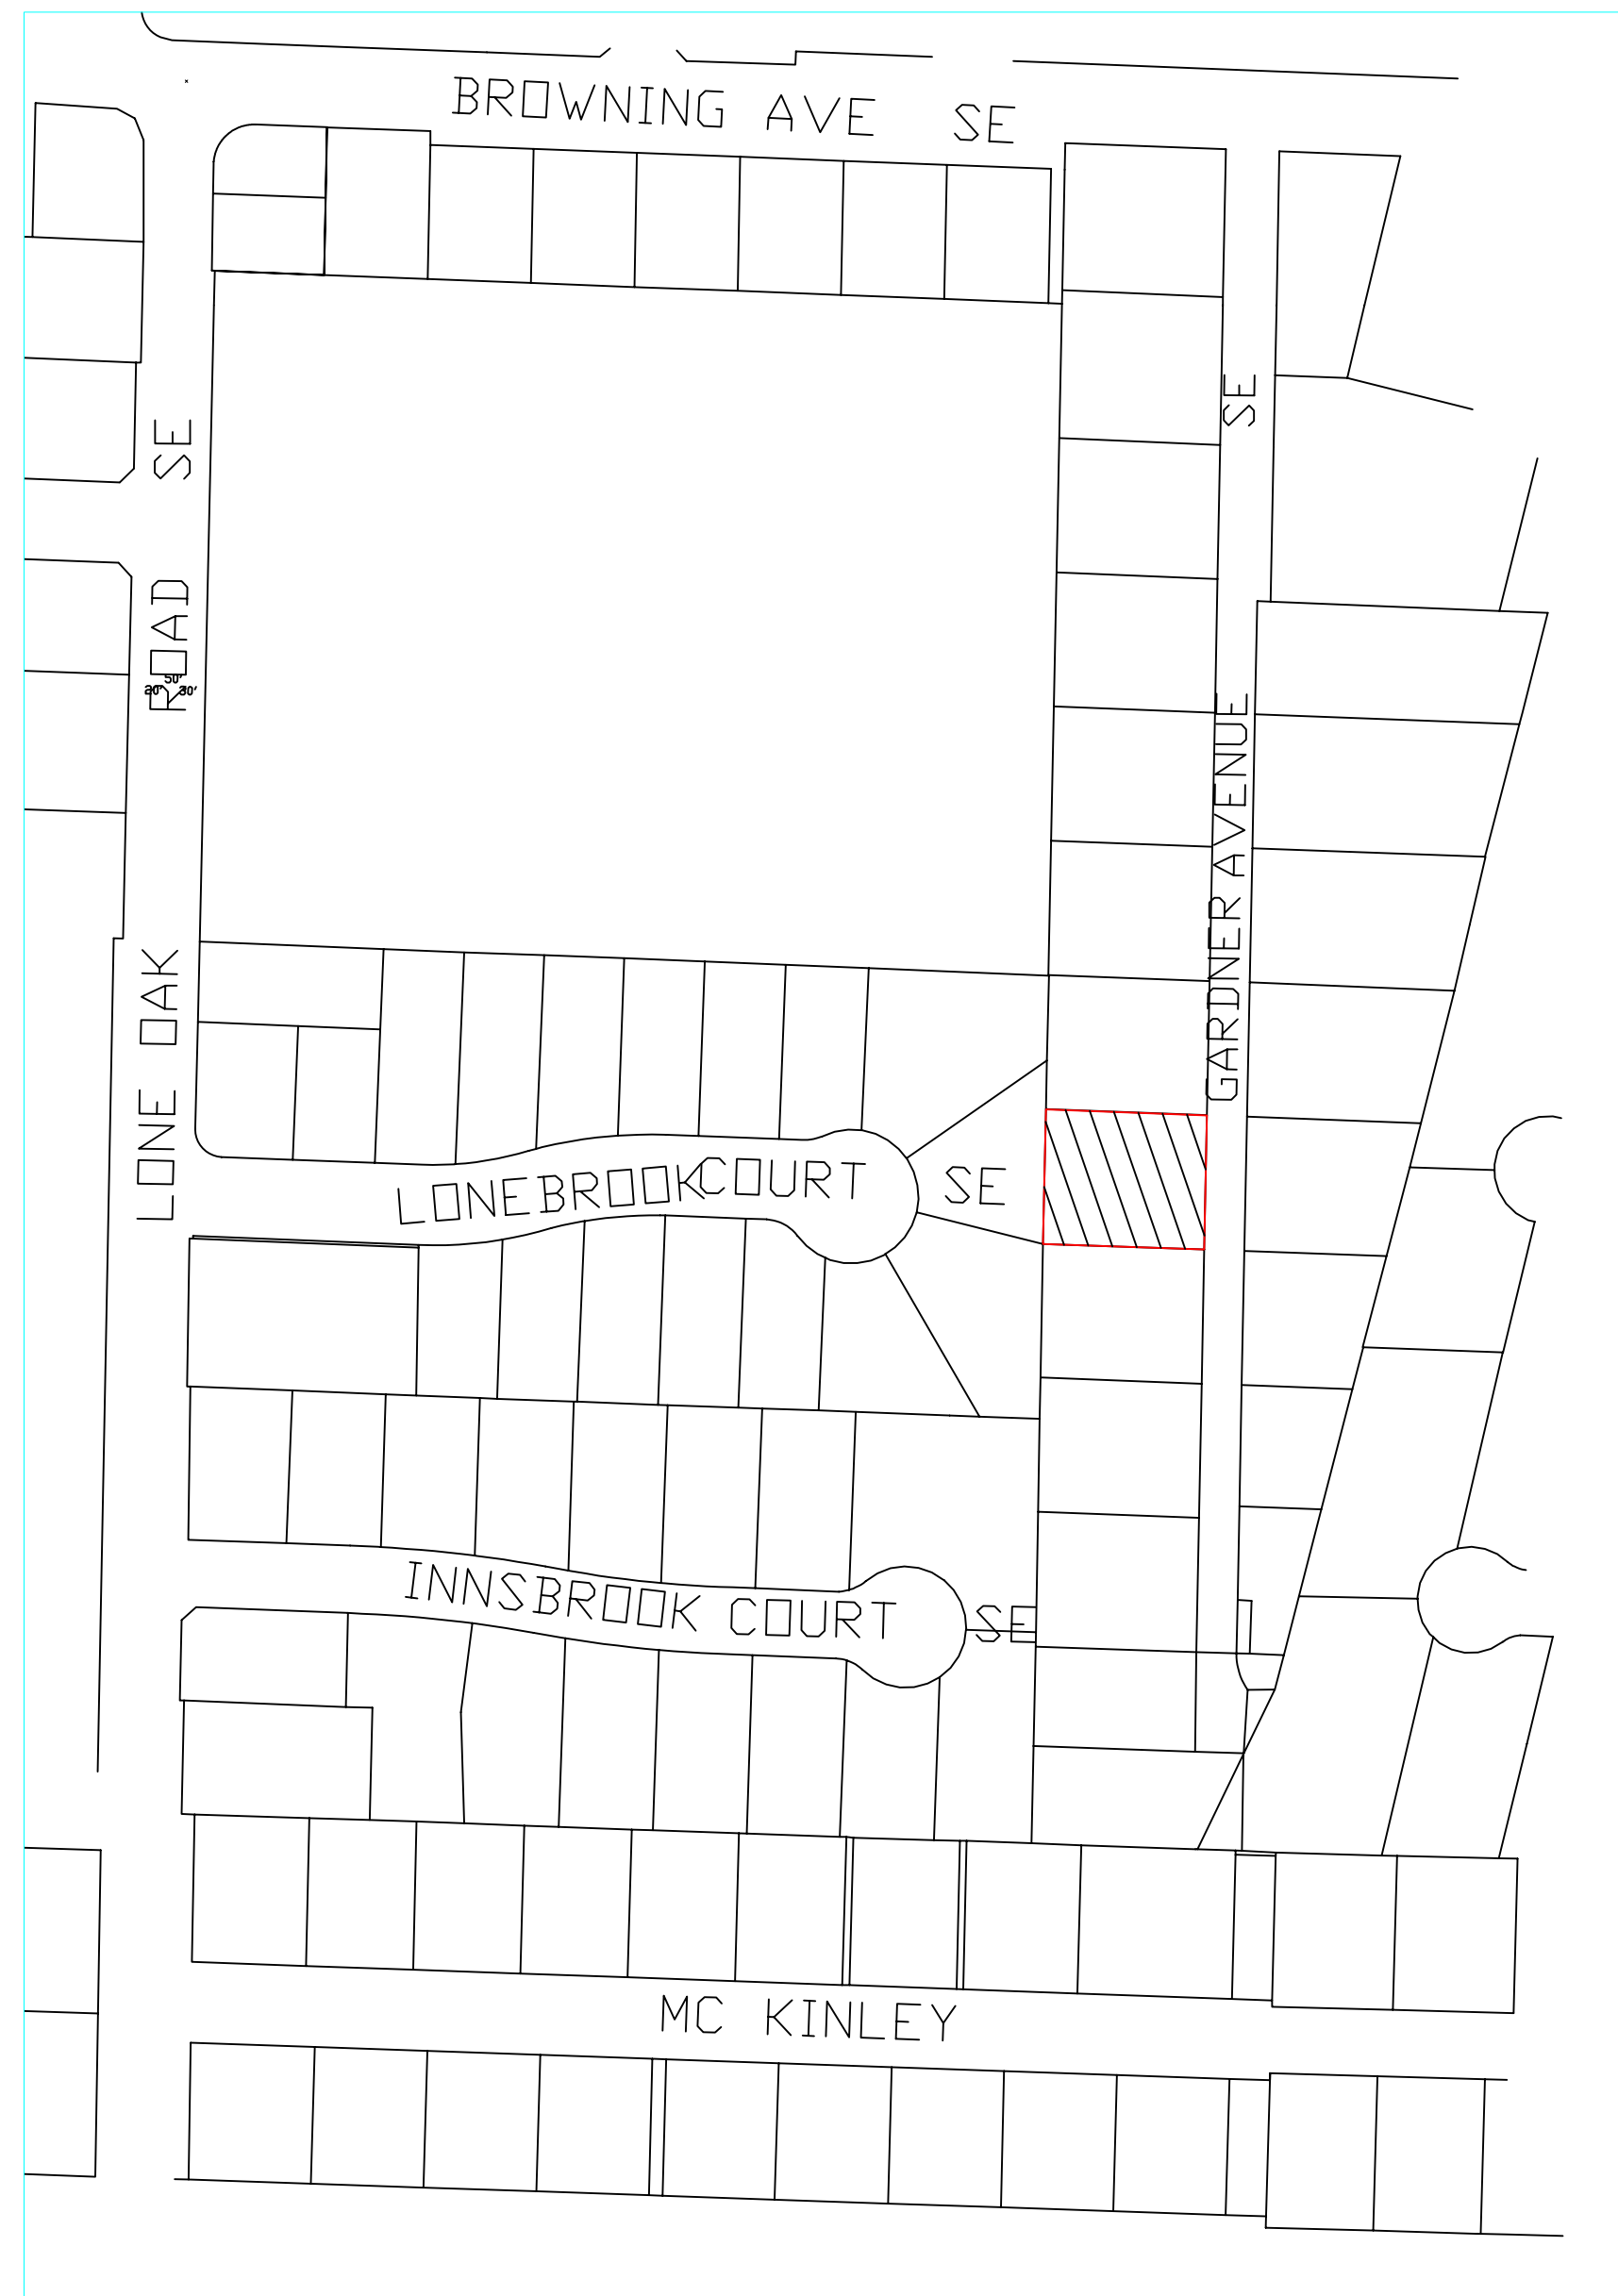 BROWNING AVE SE
LONE OAK ROAD SE
50'
20' 30'
GARDNER AVENUE SE
LONEBROOK COURT SE
INNSBROOK COURT SE
MC KINLEY